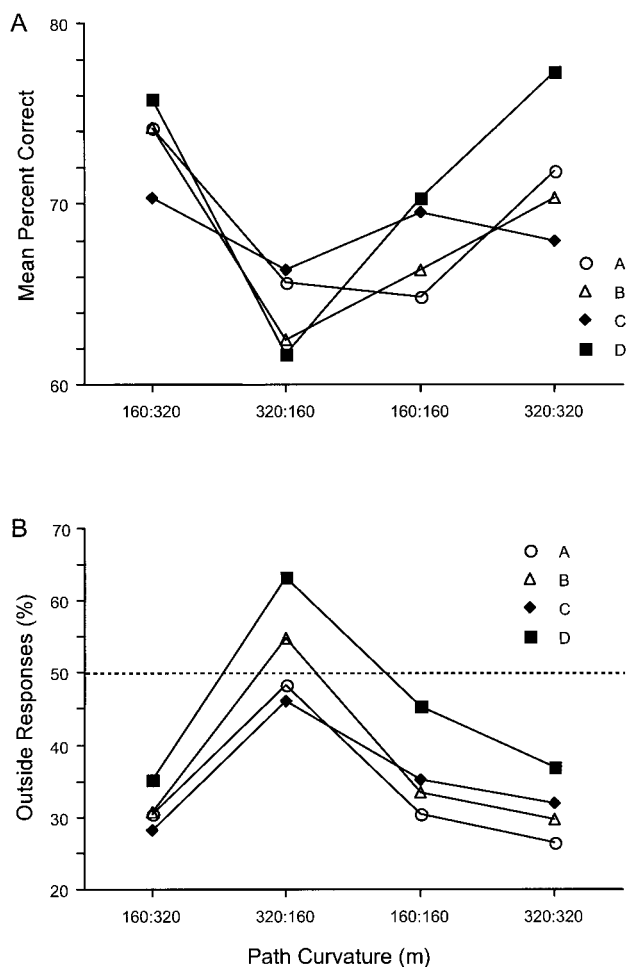 A
80
70
60
Mean Percent Correct
A
B
C
D
160:320 320:160 160:160 320:320
B
70
60
50
40
30
20
Outside Responses (%)
A
B
C
D
160:320 320:160 160:160 320:320
Path Curvature (m)